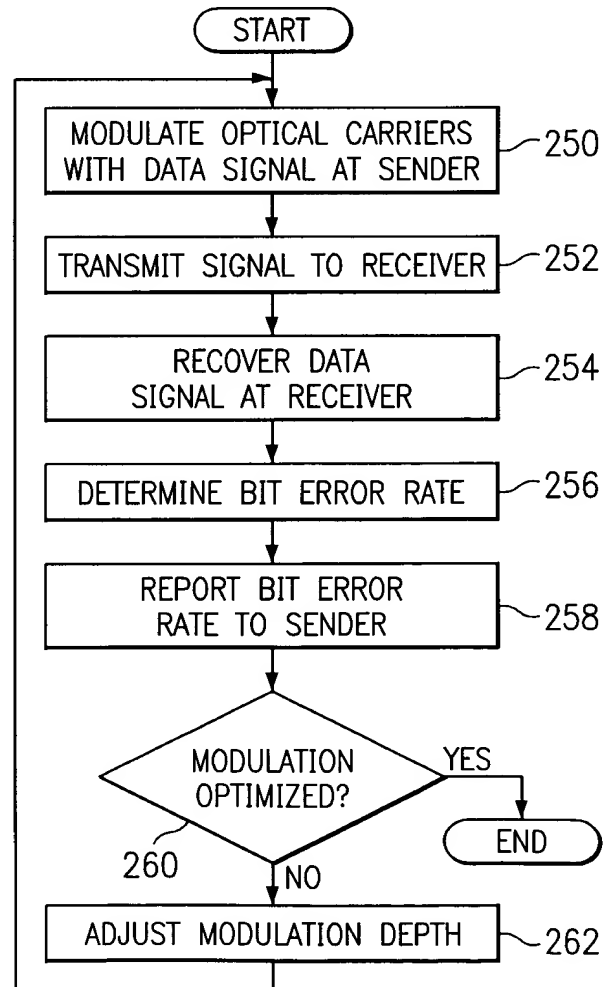 START
MODULATE OPTICAL CARRIERS
WITH DATA SIGNAL AT SENDER
250
TRANSMIT SIGNAL TO RECEIVER
252
RECOVER DATA
SIGNAL AT RECEIVER
254
DETERMINE BIT ERROR RATE
256
REPORT BIT ERROR
RATE TO SENDER
258
MODULATION
OPTIMIZED?
YES
END
260
NO
ADJUST MODULATION DEPTH
262